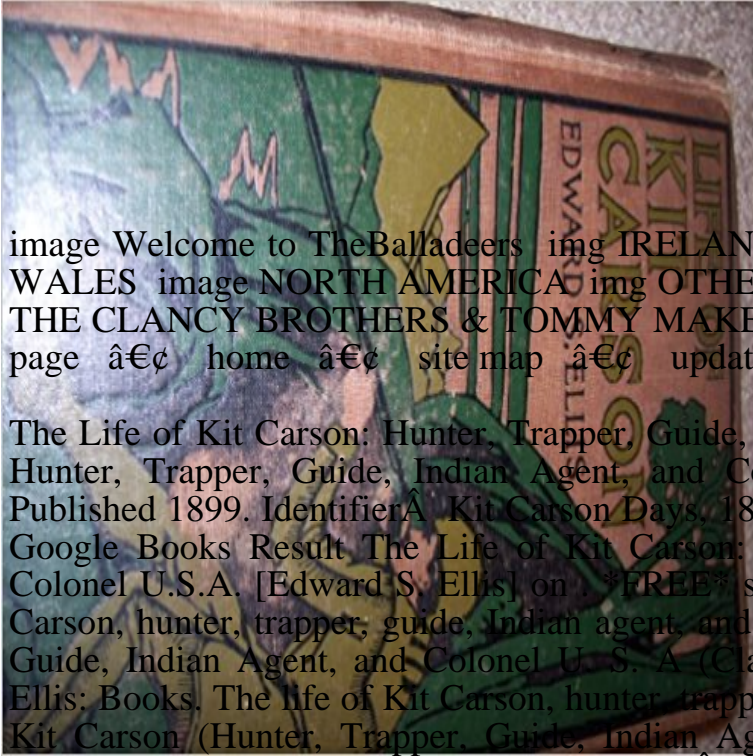 LIFE OF
KIT
CARSON
EDWARD S. ELLIS
image Welcome to TheBalladeers img IRELAN
WALES image NORTH AMERICA img OTHE
THE CLANCY BROTHERS & TOMMY MAKE
page â€¢ home â€¢ site map â€¢ updat
The Life of Kit Carson: Hunter, Trapper, Guide,
Hunter, Trapper, Guide, Indian Agent, and Co
Published 1899. IdentifierÂ Kit Carson Days, 18
Google Books Result The Life of Kit Carson:
Colonel U.S.A. [Edward S. Ellis] on . *FREE* s
Carson, hunter, trapper, guide, Indian agent, and
Guide, Indian Agent, and Colonel U. S. A (Cla
Ellis: Books. The life of Kit Carson, hunter, trapp
Kit Carson (Hunter, Trapper, Guide, Indian A